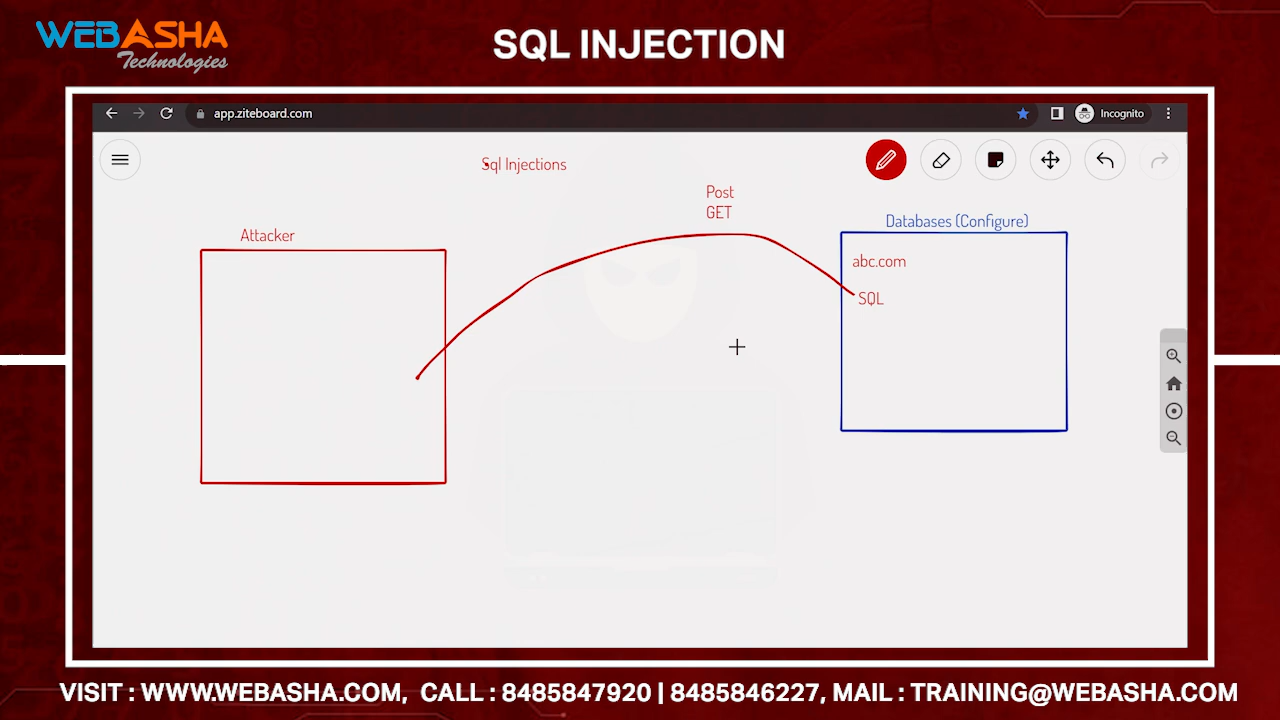 WEBASHA
Technologies
SQL INJECTION
app.ziteboard.com
Incognito
Sql Injections
Post
GET
Databases (Configure)
Attacker
abc.com
SQL
VISIT : WWW.WEBASHA.COM, CALL : 8485847920 | 8485846227, MAIL : TRAINING@WEBASHA.COM